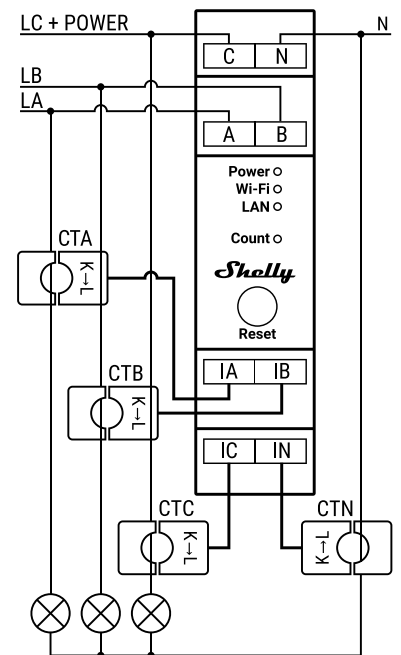 LC + POWER
N
C N
LB
LA
A B
Power
Wi-Fi
LAN
Count
Shelly
Reset
CTA
K→L
IA IB
CTB
K→L
IC IN
CTC
K→L
CTN
K→L